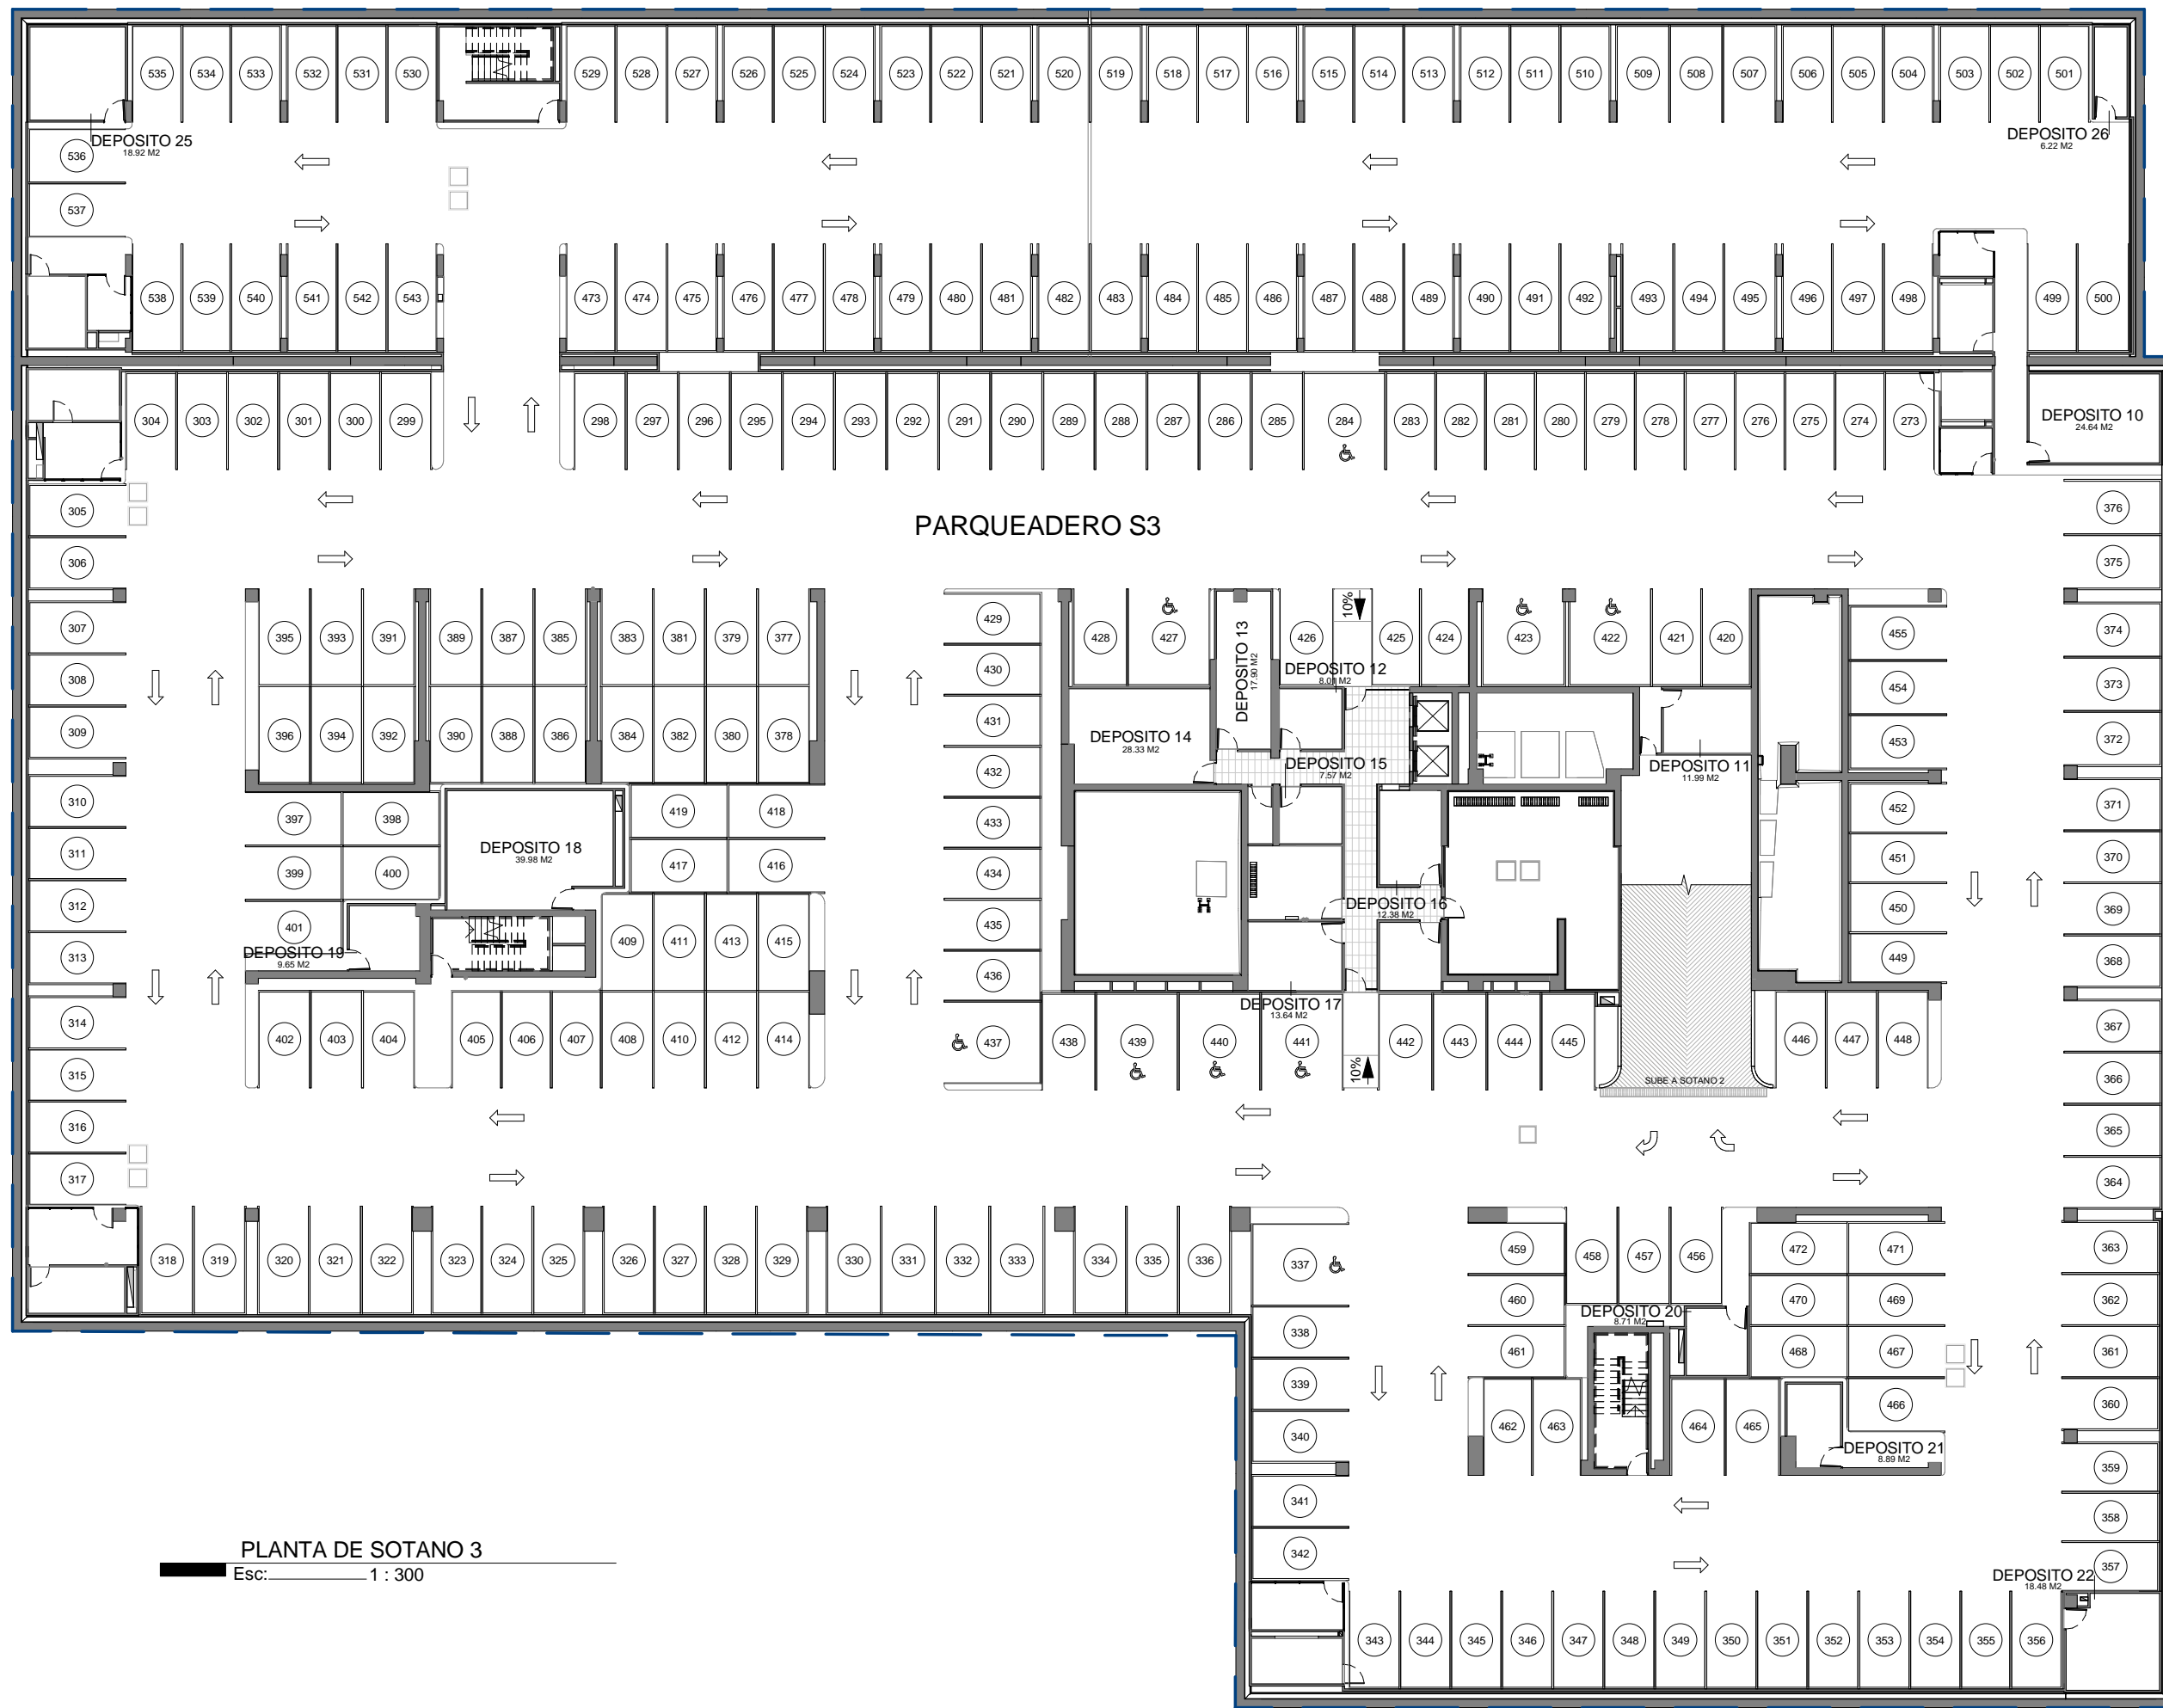 535 534 533 532 531 530 529 528 527 526 525 524 523 522 521 520 519 518 517 516 515 514 513 512 511 510 509 508 507 506 505 504 503 502 501
DEPOSITO 25
18.92 M2
DEPOSITO 26
6.22 M2
536
537
538 539 540 541 542 543 473 474 475 476 477 478 479 480 481 482 483 484 485 486 487 488 489 490 491 492 493 494 495 496 497 498 499 500
304 303 302 301 300 299 298 297 296 295 294 293 292 291 290 289 288 287 286 285 284 283 282 281 280 279 278 277 276 275 274 273
DEPOSITO 10
24.64 M2
PARQUEADERO S3
305
306
307
308
309
310
311
312
313
314
315
316
317
395 393 391 389 387 385 383 381 379 377
396 394 392 390 388 386 384 382 380 378
397 398
399 400
401
419 418
417 416
DEPOSITO 18
39.98 M2
DEPOSITO 19
9.65 M2
409 411 413 415
402 403 404 405 406 407 408 410 412 414
429
430
431
432
433
434
435
436
437
428 427
DEPOSITO 13
17.90 M2
426
10%
425 424 423 422 421 420
DEPOSITO 12
8.01 M2
DEPOSITO 14
28.33 M2
DEPOSITO 15
7.57 M2
DEPOSITO 11
11.99 M2
DEPOSITO 16
12.38 M2
DEPOSITO 17
13.64 M2
438 439 440 441
10%
442 443 444 445
SUBE A SOTANO 2
446 447 448
455
454
453
452
451
450
449
376
375
374
373
372
371
370
369
368
367
366
365
364
363
362
361
360
359
358
357
318 319 320 321 322 323 324 325 326 327 328 329 330 331 332 333 334 335 336
337
338
339
340
341
342
459
460
461
458 457 456
472 471
470 469
468 467
466
DEPOSITO 20
8.71 M2
462 463 464 465
DEPOSITO 21
8.89 M2
DEPOSITO 22
18.48 M2
343 344 345 346 347 348 349 350 351 352 353 354 355 356
PLANTA DE SOTANO 3
Esc: 1 : 300